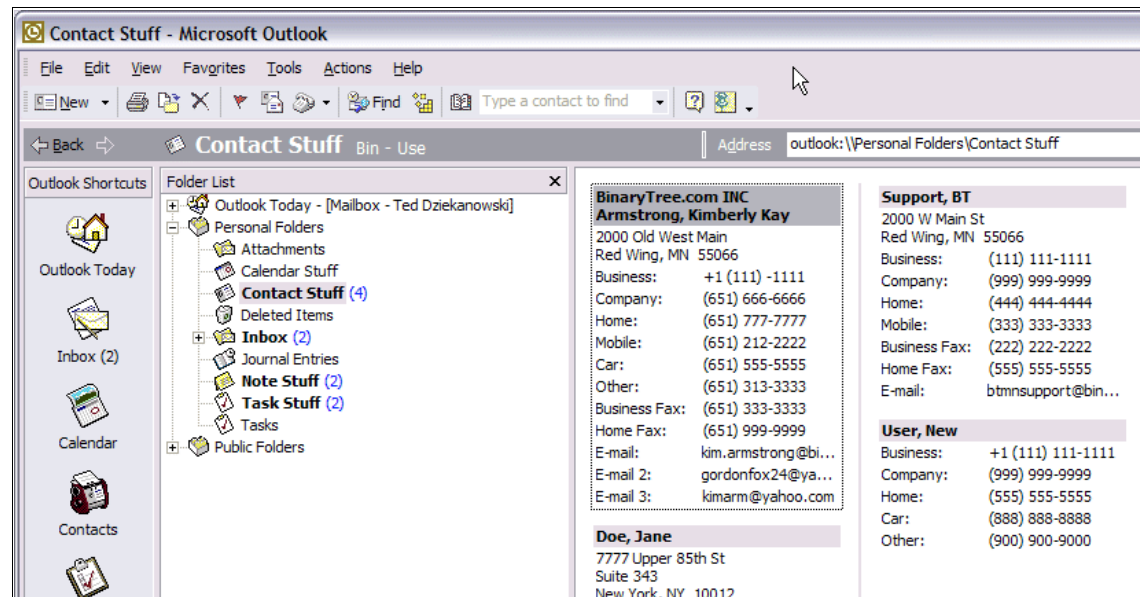 Contact Stuff - Microsoft Outlook
File Edit View Favorites Tools Actions Help
New Find Type a contact to find
Back Contact Stuff Bin - Use Address outlook:\\Personal Folders\Contact Stuff
Outlook Shortcuts
Outlook Today
Inbox (2)
Calendar
Contacts
Folder List
Outlook Today - [Mailbox - Ted Dziekanowski]
Personal Folders
Attachments
Calendar Stuff
Contact Stuff (4)
Deleted Items
Inbox (2)
Journal Entries
Note Stuff (2)
Task Stuff (2)
Tasks
Public Folders
BinaryTree.com INC
Armstrong, Kimberly Kay
2000 Old West Main
Red Wing, MN 55066
Business: +1 (111) -1111
Company: (651) 666-6666
Home: (651) 777-7777
Mobile: (651) 212-2222
Car: (651) 555-5555
Other: (651) 313-3333
Business Fax: (651) 333-3333
Home Fax: (651) 999-9999
E-mail: kim.armstrong@bi...
E-mail 2: gordonfox24@ya...
E-mail 3: kimarm@yahoo.com
Doe, Jane
7777 Upper 85th St
Suite 343
New York, NY 10012
Support, BT
2000 W Main St
Red Wing, MN 55066
Business: (111) 111-1111
Company: (999) 999-9999
Home: (444) 444-4444
Mobile: (333) 333-3333
Business Fax: (222) 222-2222
Home Fax: (555) 555-5555
E-mail: btmnsupport@bin...
User, New
Business: +1 (111) 111-1111
Company: (999) 999-9999
Home: (555) 555-5555
Car: (888) 888-8888
Other: (900) 900-9000